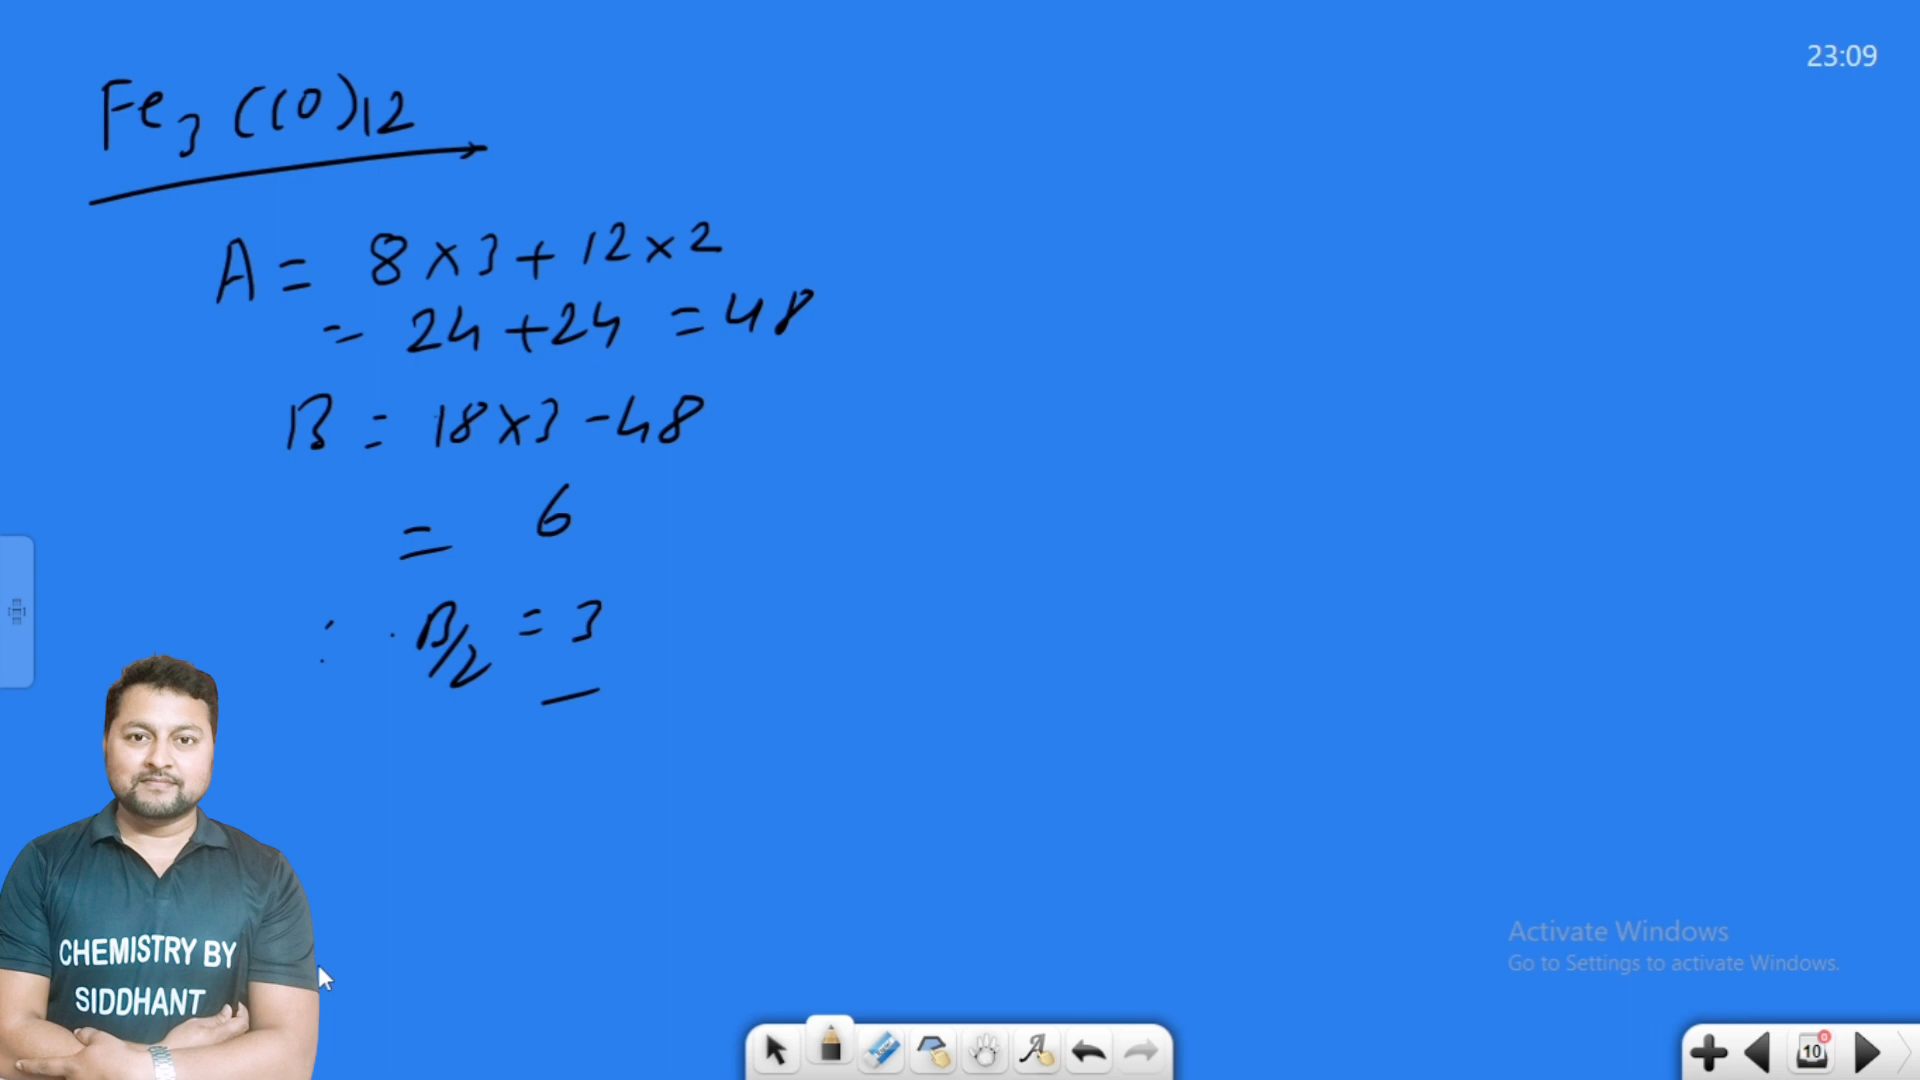 23:09
Fe3 (CO)12
A = 8 × 3 + 12 × 2
= 24 + 24 = 48
B = 18 × 3 - 48
= 6
∴ B/2 = 3
CHEMISTRY BY
SIDDHANT
Activate Windows
Go to Settings to activate Windows.
10
0